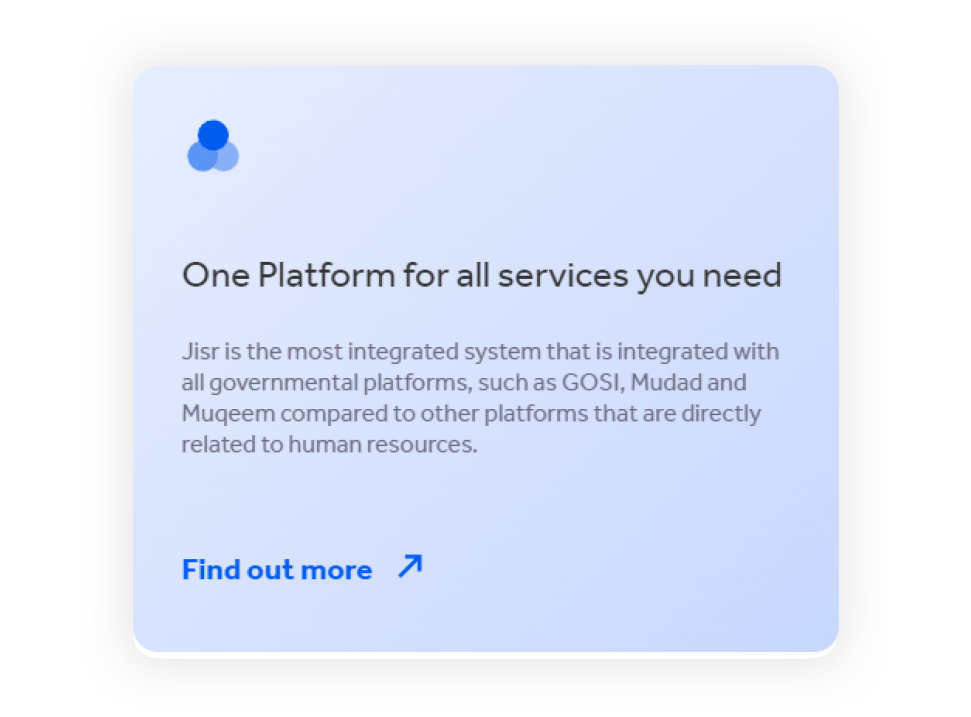 One Platform for all services you need
Jisr is the most integrated system that is integrated with
all governmental platforms, such as GOSI, Mudad and
Muqeem compared to other platforms that are directly
related to human resources.
Find out more